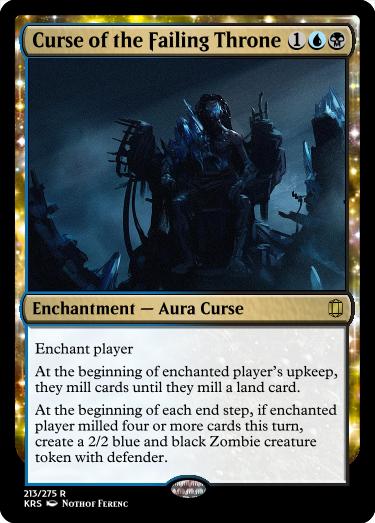 Curse of the Failing Throne 1
Enchantment — Aura Curse
Enchant player
At the beginning of enchanted player's upkeep,
they mill cards until they mill a land card.
At the beginning of each end step, if enchanted
player milled four or more cards this turn,
create a 2/2 blue and black Zombie creature
token with defender.
213/275 R
KRS Nothof Ferenc